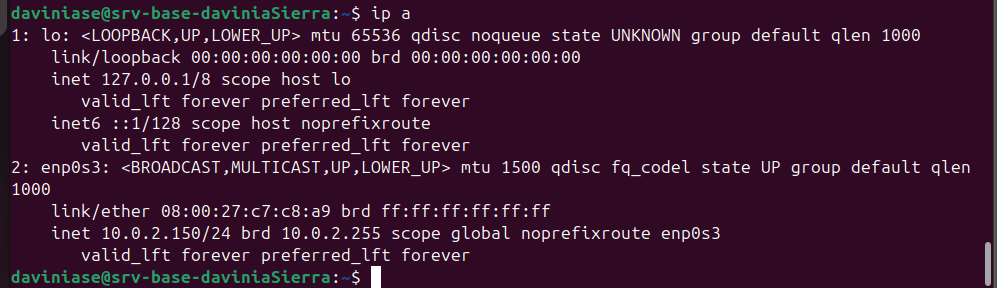 daviniase@srv-base-daviniaSierra:~$ ip a
1: lo: <LOOPBACK,UP,LOWER_UP> mtu 65536 qdisc noqueue state UNKNOWN group default qlen 1000
    link/loopback 00:00:00:00:00:00 brd 00:00:00:00:00:00
    inet 127.0.0.1/8 scope host lo
       valid_lft forever preferred_lft forever
    inet6 ::1/128 scope host noprefixroute
       valid_lft forever preferred_lft forever
2: enp0s3: <BROADCAST,MULTICAST,UP,LOWER_UP> mtu 1500 qdisc fq_codel state UP group default qlen
1000
    link/ether 08:00:27:c7:c8:a9 brd ff:ff:ff:ff:ff:ff
    inet 10.0.2.150/24 brd 10.0.2.255 scope global noprefixroute enp0s3
       valid_lft forever preferred_lft forever
daviniase@srv-base-daviniaSierra:~$